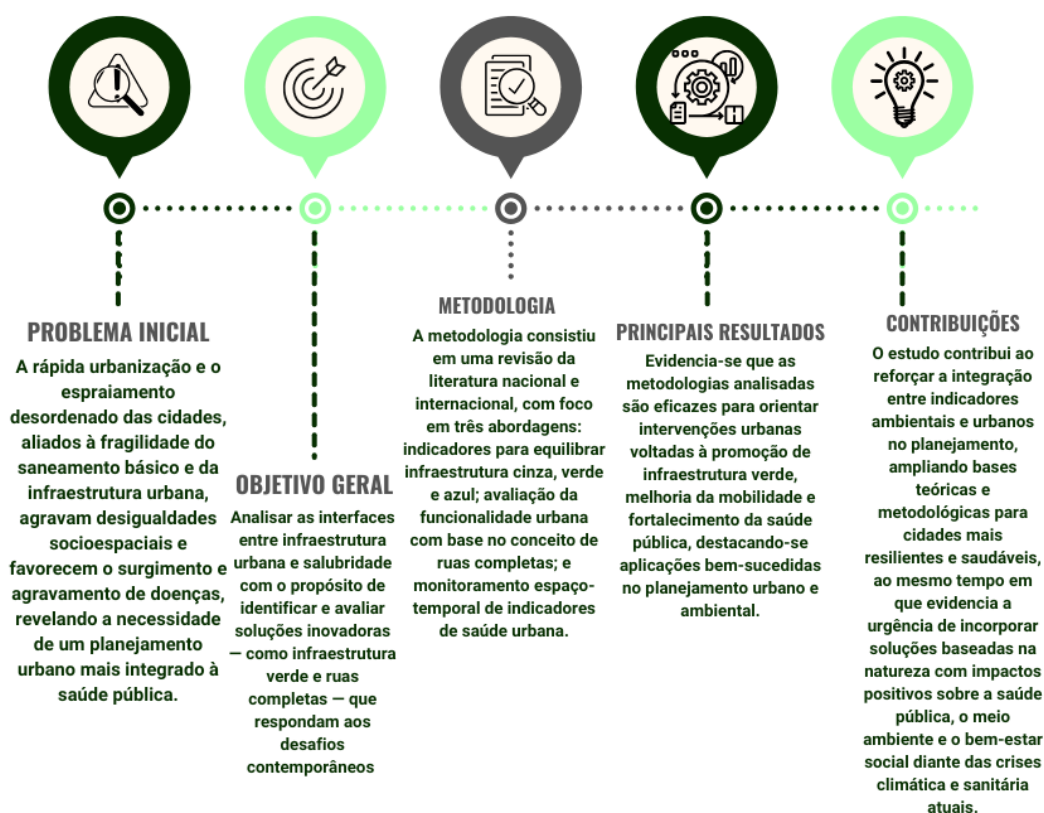 PROBLEMA INICIAL
A rápida urbanização e o
espraiamento
desordenado das cidades,
aliados à fragilidade do
saneamento básico e da
infraestrutura urbana,
agravam desigualdades
socioespaciais e
favorecem o surgimento e
agravamento de doenças,
revelando a necessidade
de um planejamento
urbano mais integrado à
saúde pública.
OBJETIVO GERAL
Analisar as interfaces
entre infraestrutura
urbana e salubridade
com o propósito de
identificar e avaliar
soluções inovadoras
— como infraestrutura
verde e ruas
completas — que
respondam aos
desafios
contemporâneos
METODOLOGIA
A metodologia consistiu
em uma revisão da
literatura nacional e
internacional, com foco
em três abordagens:
indicadores para equilibrar
infraestrutura cinza, verde
e azul; avaliação da
funcionalidade urbana
com base no conceito de
ruas completas; e
monitoramento espaço-
temporal de indicadores
de saúde urbana.
PRINCIPAIS RESULTADOS
Evidencia-se que as
metodologias analisadas
são eficazes para orientar
intervenções urbanas
voltadas à promoção de
infraestrutura verde,
melhoria da mobilidade e
fortalecimento da saúde
pública, destacando-se
aplicações bem-sucedidas
no planejamento urbano e
ambiental.
CONTRIBUIÇÕES
O estudo contribui ao
reforçar a integração
entre indicadores
ambientais e urbanos
no planejamento,
ampliando bases
teóricas e
metodológicas para
cidades mais
resilientes e saudáveis,
ao mesmo tempo em
que evidencia a
urgência de incorporar
soluções baseadas na
natureza com impactos
positivos sobre a saúde
pública, o meio
ambiente e o bem-estar
social diante das crises
climática e sanitária
atuais.